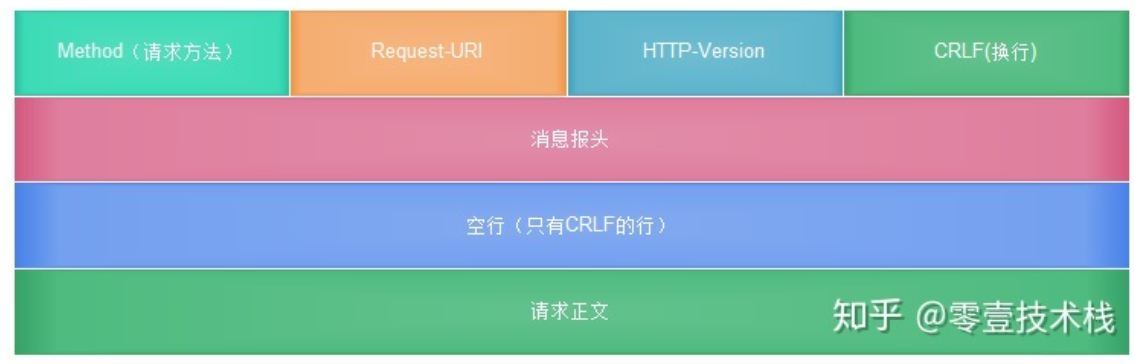 Method（请求方法） Request-URI HTTP-Version CRLF(换行)
消息报头
空行（只有CRLF的行）
请求正文
知乎 @零壹技术栈